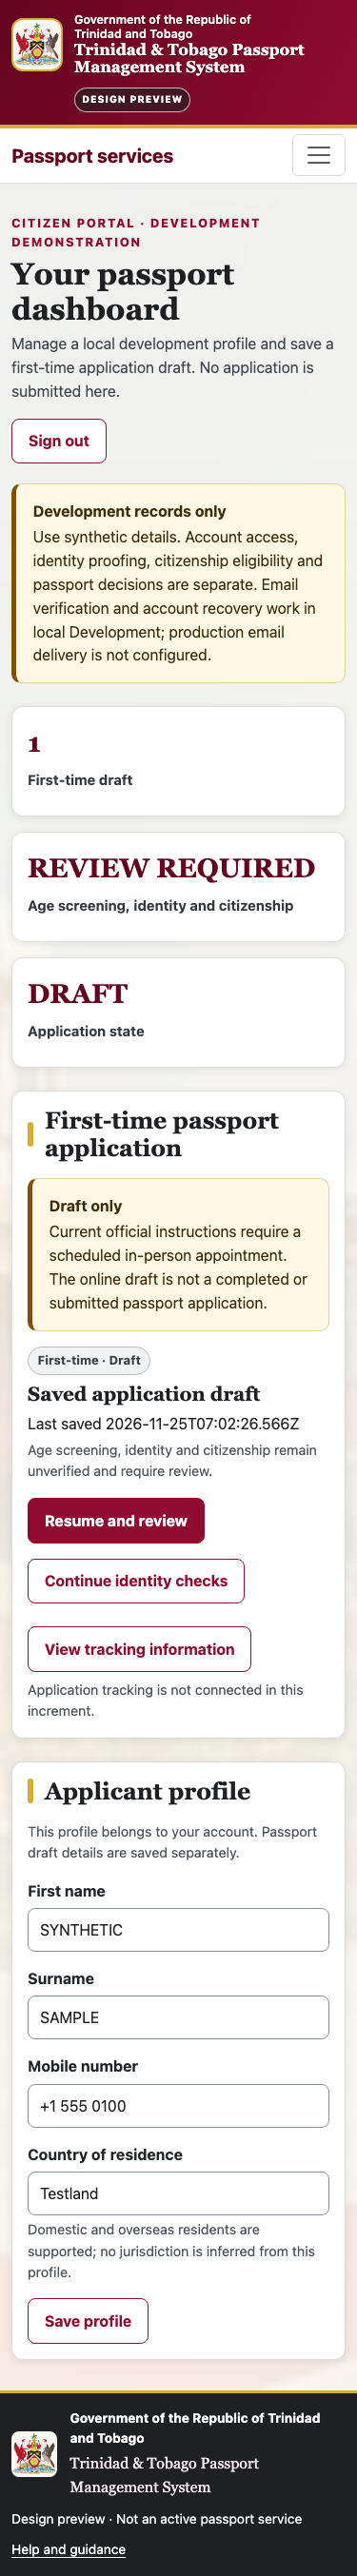 Government of the Republic of
Trinidad and Tobago
Trinidad & Tobago Passport
Management System
DESIGN PREVIEW
Passport services
CITIZEN PORTAL · DEVELOPMENT
DEMONSTRATION
Your passport
dashboard
Manage a local development profile and save a
first-time application draft. No application is
submitted here.
Sign out
Development records only
Use synthetic details. Account access,
identity proofing, citizenship eligibility and
passport decisions are separate. Email
verification and account recovery work in
local Development; production email
delivery is not configured.
1
First-time draft
REVIEW REQUIRED
Age screening, identity and citizenship
DRAFT
Application state
First-time passport
application
Draft only
Current official instructions require a
scheduled in-person appointment.
The online draft is not a completed or
submitted passport application.
First-time · Draft
Saved application draft
Last saved 2026-11-25T07:02:26.566Z
Age screening, identity and citizenship remain
unverified and require review.
Resume and review
Continue identity checks
View tracking information
Application tracking is not connected in this
increment.
Applicant profile
This profile belongs to your account. Passport
draft details are saved separately.
First name
SYNTHETIC
Surname
SAMPLE
Mobile number
+1 555 0100
Country of residence
Testland
Domestic and overseas residents are
supported; no jurisdiction is inferred from this
profile.
Save profile
Government of the Republic of Trinidad
and Tobago
Trinidad & Tobago Passport
Management System
Design preview · Not an active passport service
Help and guidance